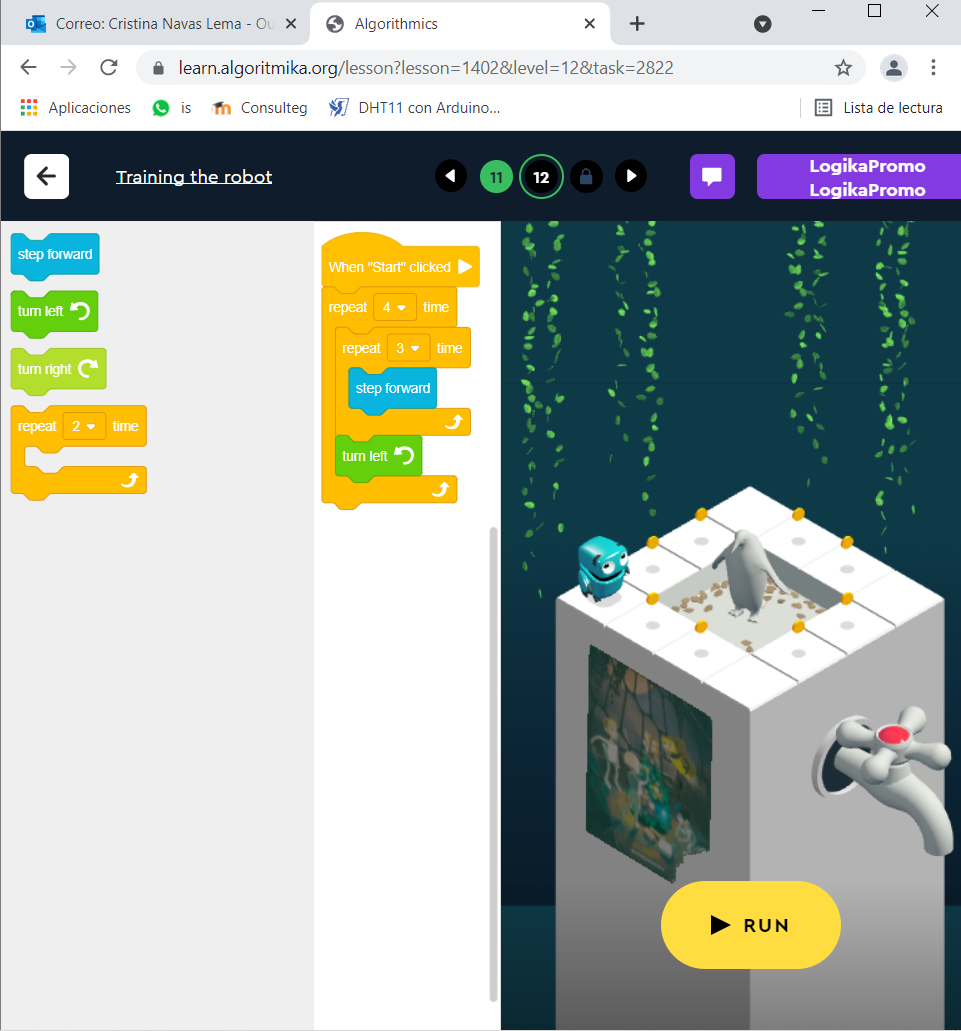 Correo: Cristina Navas Lema - Ou
Algorithmics
learn.algoritmika.org/lesson?lesson=1402&level=12&task=2822
Aplicaciones
is
Consulteg
DHT11 con Arduino...
Lista de lectura
Training the robot
11
12
LogikaPromo
LogikaPromo
step forward
turn left
turn right
repeat 2 time
When "Start" clicked
repeat 4 time
repeat 3 time
step forward
turn left
RUN